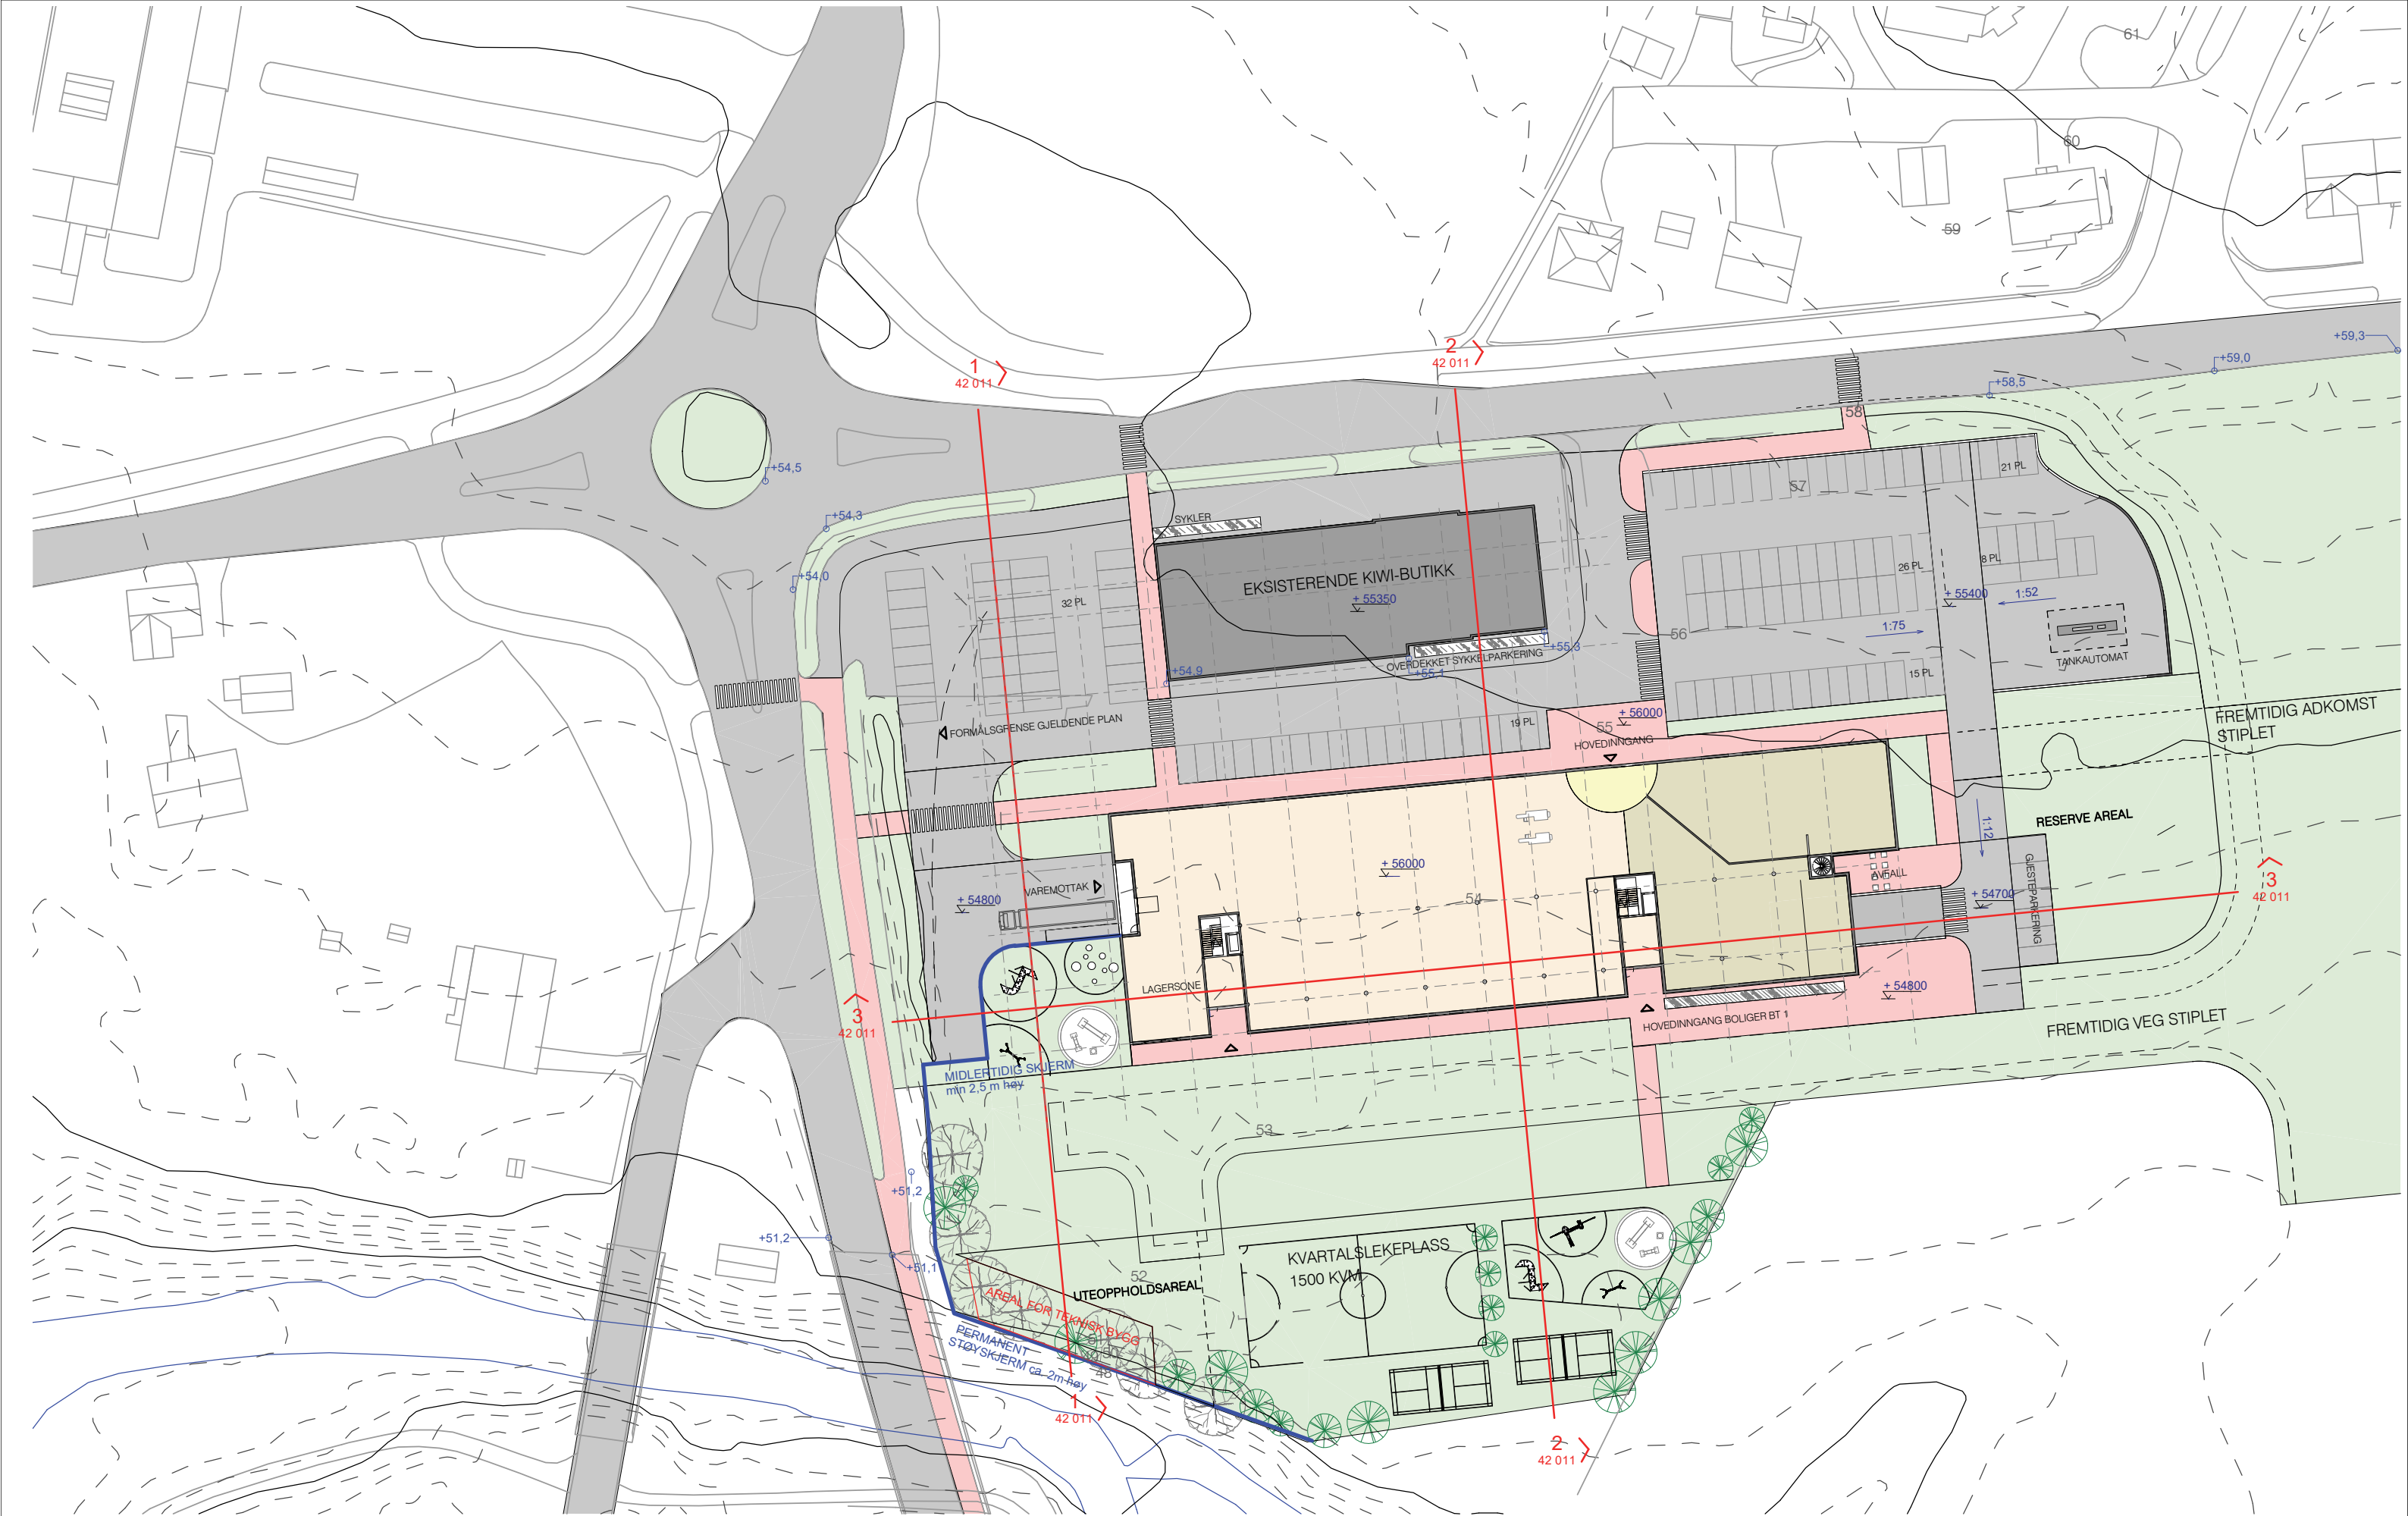 61
60
59
+59,3
+59,0
+58,5
58
1
42 011
2
42 011
+54,5
+54,3
+54,0
57
21 PL
SYKLER
EKSISTERENDE KIWI-BUTIKK
+ 55350
32 PL
26 PL
8 PL
+ 55400
1:52
1:75
56
TANKAUTOMAT
OVERDEKKET SYKKELPARKERING
+55,3
+55,1
+54,9
15 PL
FORMÅLSGRENSE GJELDENDE PLAN
19 PL
+ 56000
55
HOVEDINNGANG
FREMTIDIG ADKOMST
STIPLET
RESERVE AREAL
1:12
GJESTEPARKERING
+ 56000
54
VAREMOTTAK
+ 54800
AVFALL
+ 54700
3
42 011
LAGERSONE
+ 54800
HOVEDINNGANG BOLIGER BT 1
FREMTIDIG VEG STIPLET
3
42 011
MIDLERTIDIG SKJERM
min 2,5 m høy
53
+51,2
+51,2
+51,1
52
UTEOPPHOLDSAREAL
KVARTALSLEKEPLASS
1500 KVM
AREAL FOR TEKNISK BYGG
PERMANENT
STØYSKJERM ca. 2m høy
48
1
42 011
2
42 011